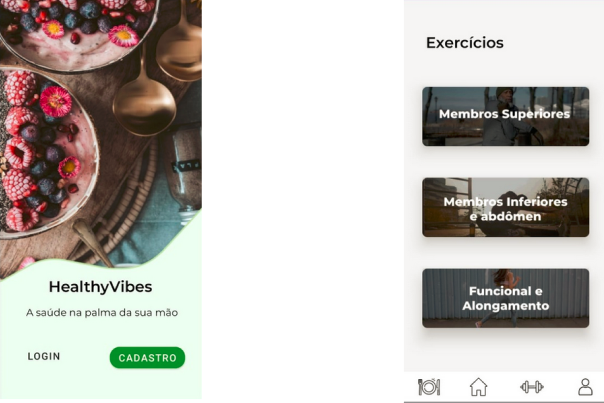 HealthyVibes
A saúde na palma da sua mão
LOGIN
CADASTRO
Exercícios
Membros Superiores
Membros Inferiores
e abdômen
Funcional e
Alongamento